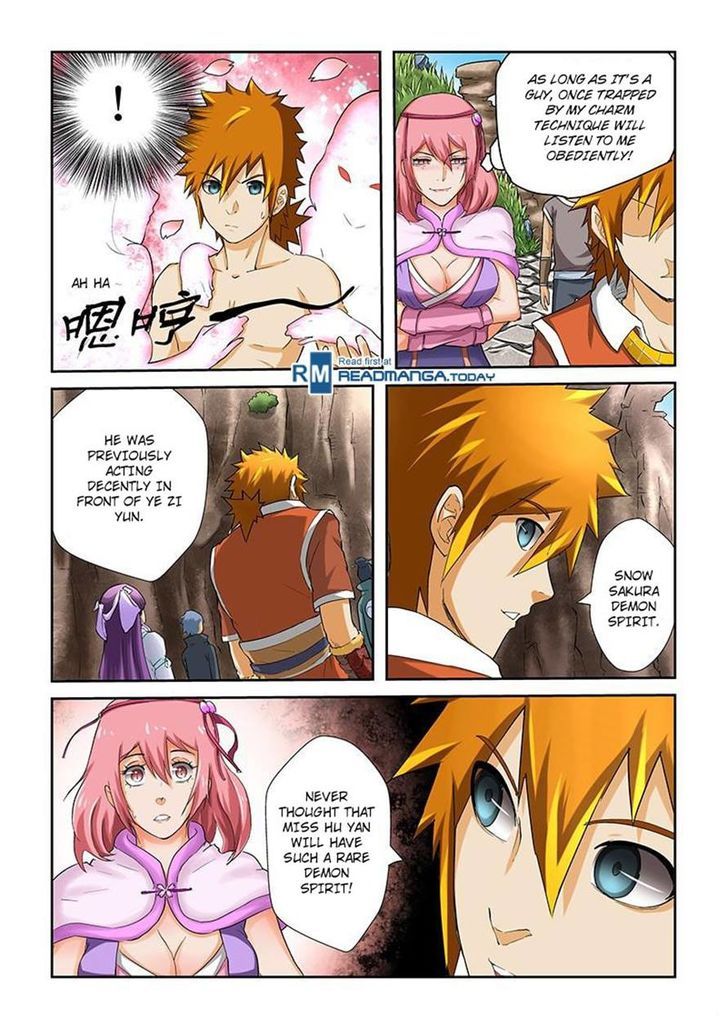 !
AH HA
嗯哼
AS LONG AS IT'S A
GUY, ONCE TRAPPED
BY MY CHARM
TECHNIQUE WILL
LISTEN TO ME
OBEDIENTLY!
Read first at
RM READMANGA.TODAY
HE WAS
PREVIOUSLY
ACTING
DECENTLY IN
FRONT OF YE ZI
YUN.
SNOW
SAKURA
DEMON
SPIRIT.
NEVER
THOUGHT THAT
MISS HU YAN
WILL HAVE
SUCH A RARE
DEMON
SPIRIT!